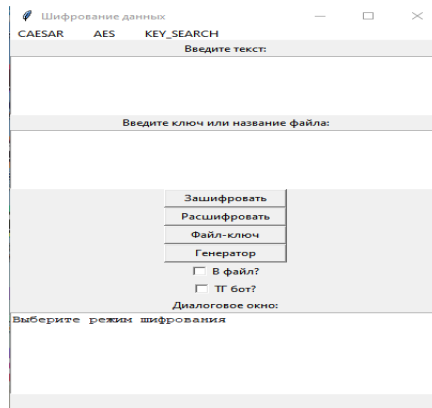 Шифрование данных
CAESAR AES KEY_SEARCH
Введите текст:
Введите ключ или название файла:
Зашифровать
Расшифровать
Файл-ключ
Генератор
В файл?
ТГ бот?
Диалоговое окно:
Выберите режим шифрования